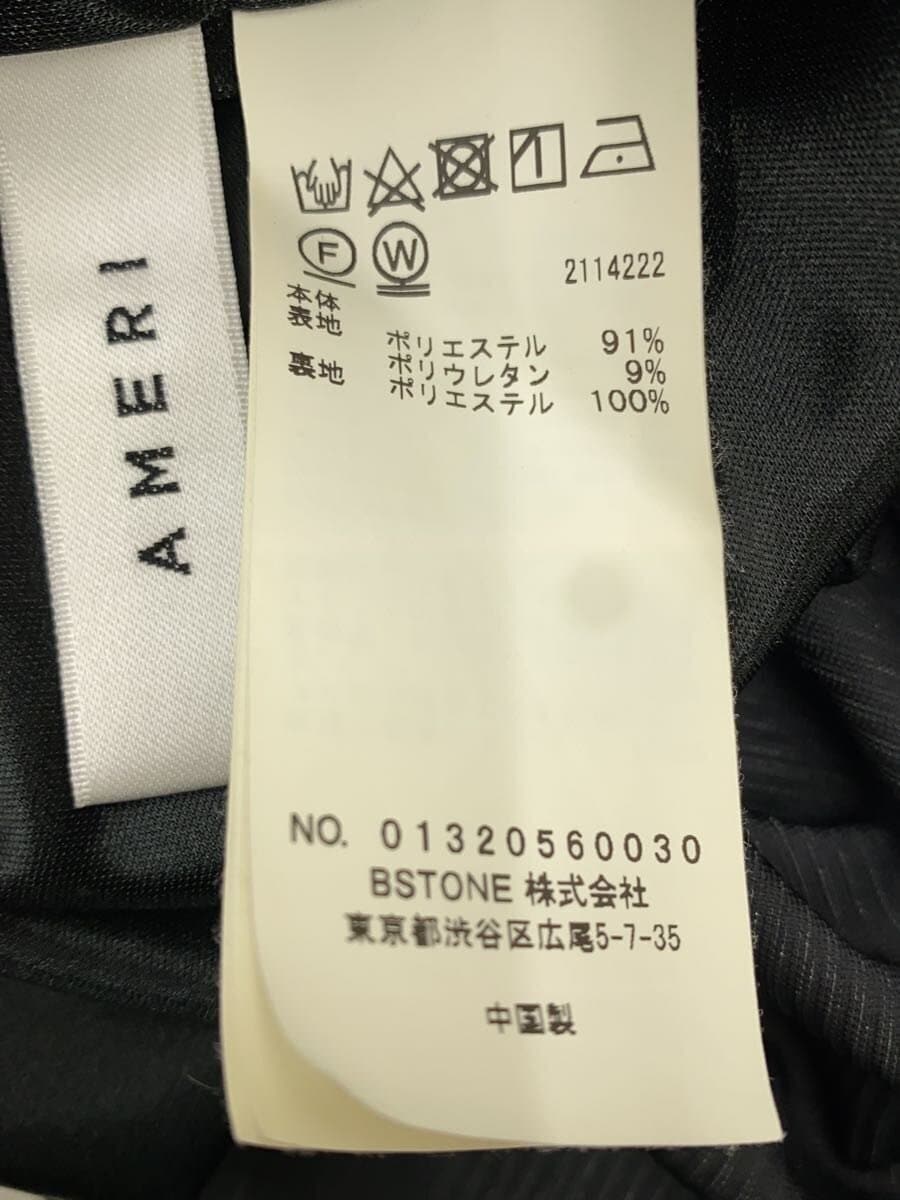 AMERI
F W
2114222
本体
表地 ポリエステル 91%
ポリウレタン 9%
裏地 ポリエステル 100%
NO. 01320560030
BSTONE 株式会社
東京都渋谷区広尾5-7-35
中国製